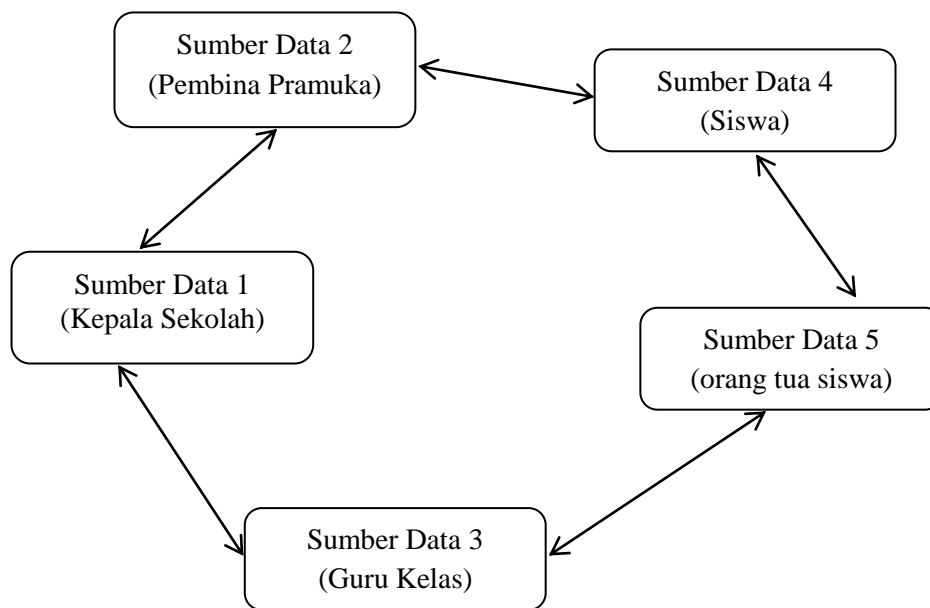 Sumber Data 2
(Pembina Pramuka)
Sumber Data 4
(Siswa)
Sumber Data 1
(Kepala Sekolah)
Sumber Data 5
(orang tua siswa)
Sumber Data 3
(Guru Kelas)